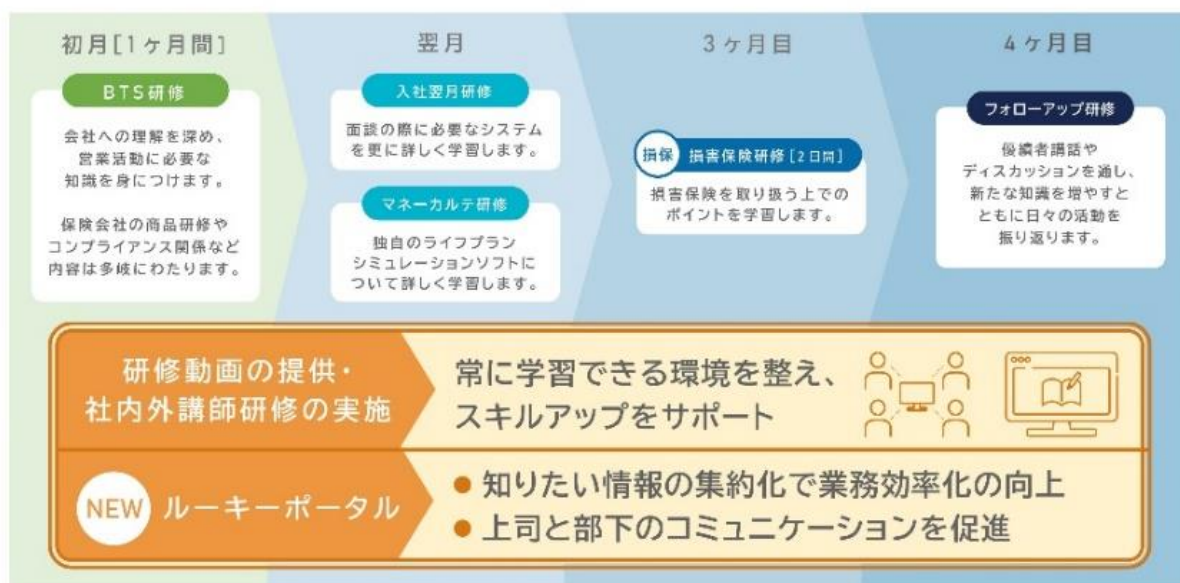 初月[1ヶ月間]
BTS研修
会社への理解を深め、
営業活動に必要な
知識を身につけます。
保険会社の商品研修や
コンプライアンス関係など
内容は多岐にわたります。
翌月
入社翌月研修
面談の際に必要なシステム
を更に詳しく学習します。
マネーカルテ研修
独自のライフプラン
シミュレーションソフトに
ついて詳しく学習します。
3ヶ月目
損保 損害保険研修[2日間]
損害保険を取り扱う上での
ポイントを学習します。
4ヶ月目
フォローアップ研修
優績者講話や
ディスカッションを通し、
新たな知識を増やすと
ともに日々の活動を
振り返ります。
研修動画の提供・
社内外講師研修の実施
常に学習できる環境を整え、
スキルアップをサポート
NEW ルーキーポータル
● 知りたい情報の集約化で業務効率化の向上
● 上司と部下のコミュニケーションを促進